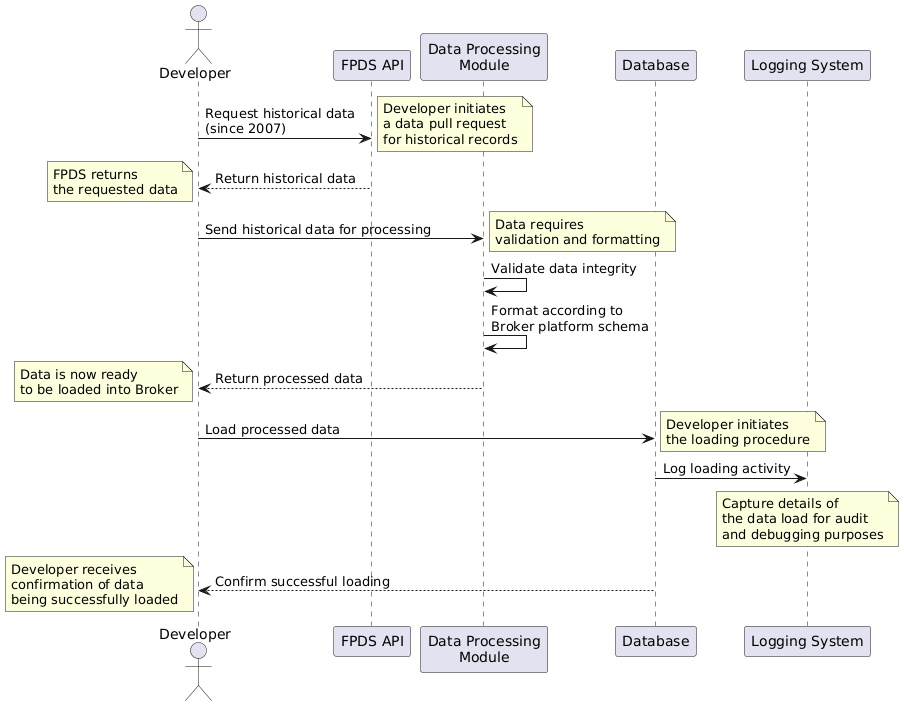 Developer
FPDS API
Data Processing
Module
Database
Logging System
Request historical data
(since 2007)
Developer initiates
a data pull request
for historical records
FPDS returns
the requested data
Return historical data
Send historical data for processing
Data requires
validation and formatting
Validate data integrity
Format according to
Broker platform schema
Data is now ready
to be loaded into Broker
Return processed data
Load processed data
Developer initiates
the loading procedure
Log loading activity
Capture details of
the data load for audit
and debugging purposes
Developer receives
confirmation of data
being successfully loaded
Confirm successful loading
Developer
FPDS API
Data Processing
Module
Database
Logging System